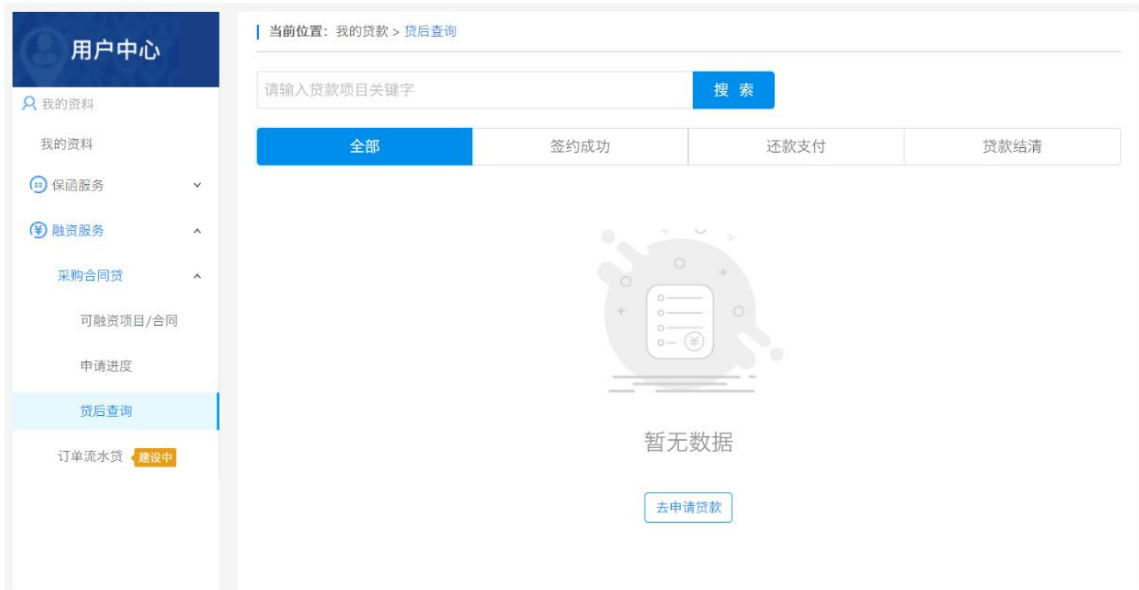 用户中心
我的资料
我的资料
保函服务
融资服务
采购合同贷
可融资项目/合同
申请进度
贷后查询
订单流水贷 建设中
当前位置：我的贷款 > 贷后查询
请输入贷款项目关键字 搜 索
全部 签约成功 还款支付 贷款结清
暂无数据
去申请贷款